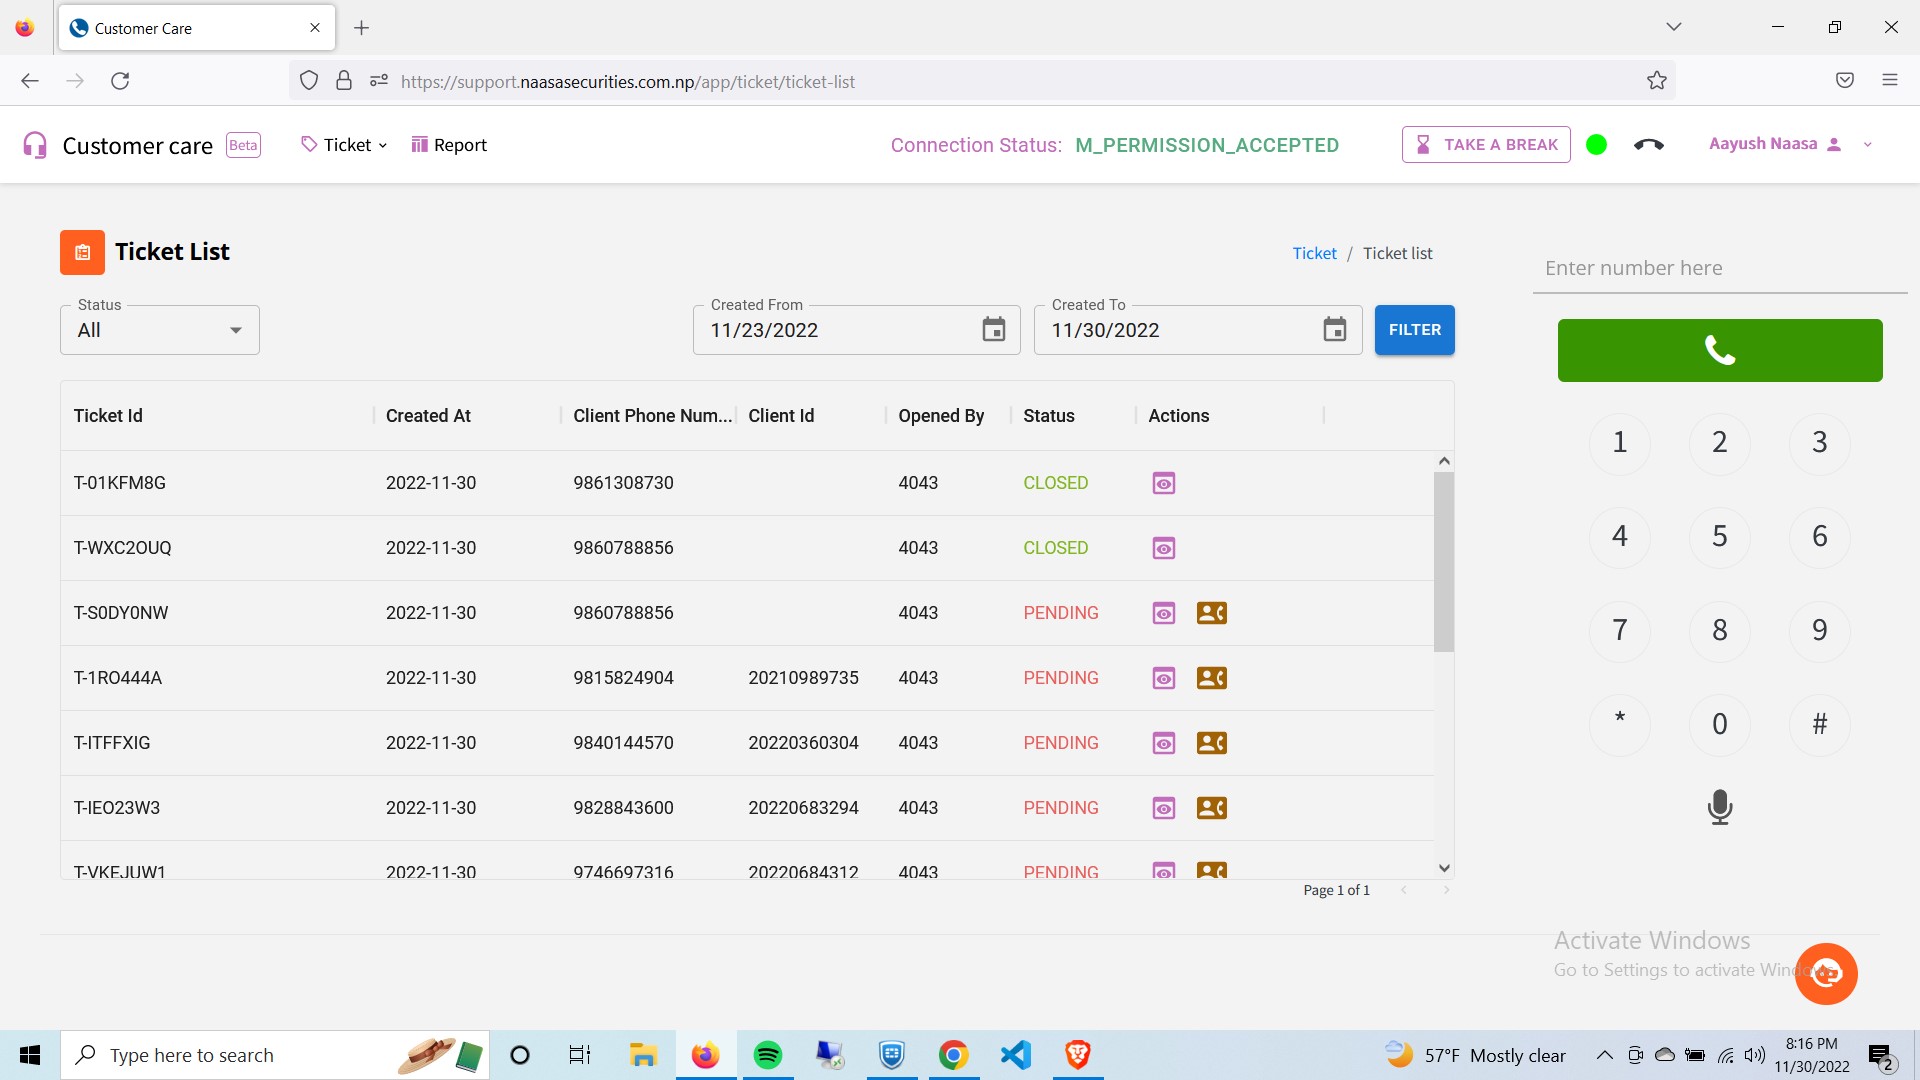 Customer Care
https://support.naasasecurities.com.np/app/ticket/ticket-list
Customer care Beta Ticket Report Connection Status: M_PERMISSION_ACCEPTED TAKE A BREAK Aayush Naasa
Ticket List
Ticket / Ticket list
Enter number here
Status
All
Created From
11/23/2022
Created To
11/30/2022
FILTER
Ticket Id Created At Client Phone Num... Client Id Opened By Status Actions
T-01KFM8G 2022-11-30 9861308730 4043 CLOSED
T-WXC2OUQ 2022-11-30 9860788856 4043 CLOSED
T-S0DY0NW 2022-11-30 9860788856 4043 PENDING
T-1RO444A 2022-11-30 9815824904 20210989735 4043 PENDING
T-ITFFXIG 2022-11-30 9840144570 20220360304 4043 PENDING
T-IEO23W3 2022-11-30 9828843600 20220683294 4043 PENDING
T-VKEJUW1 2022-11-30 9746697316 20220684312 4043 PENDING
Page 1 of 1
1 2 3
4 5 6
7 8 9
* 0 #
Activate Windows
Go to Settings to activate Windows.
Type here to search
57°F Mostly clear
8:16 PM
11/30/2022
2